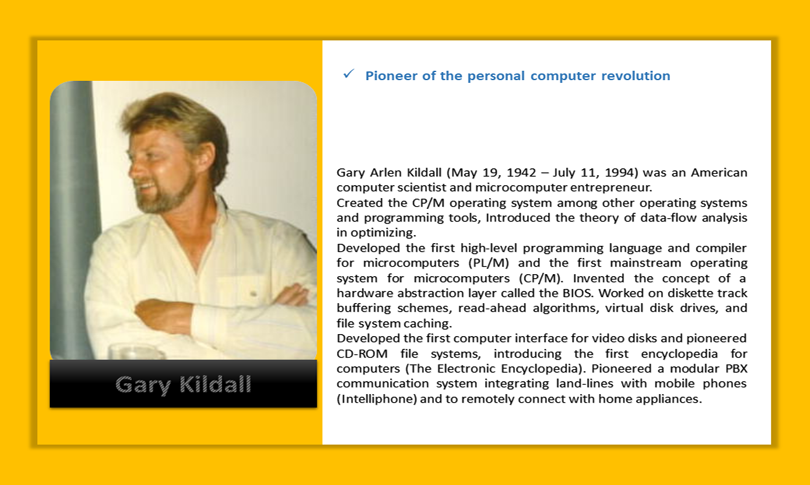 ✓ Pioneer of the personal computer revolution
Gary Arlen Kildall (May 19, 1942 – July 11, 1994) was an American
computer scientist and microcomputer entrepreneur.
Created the CP/M operating system among other operating systems
and programming tools, Introduced the theory of data-flow analysis
in optimizing.
Developed the first high-level programming language and compiler
for microcomputers (PL/M) and the first mainstream operating
system for microcomputers (CP/M). Invented the concept of a
hardware abstraction layer called the BIOS. Worked on diskette track
buffering schemes, read-ahead algorithms, virtual disk drives, and
file system caching.
Developed the first computer interface for video disks and pioneered
CD-ROM file systems, introducing the first encyclopedia for
computers (The Electronic Encyclopedia). Pioneered a modular PBX
communication system integrating land-lines with mobile phones
(Intelliphone) and to remotely connect with home appliances.
Gary Kildall